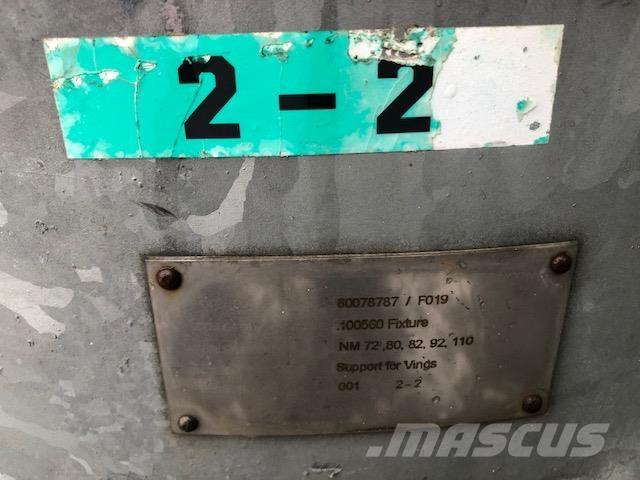 2 - 2
60078787 / F019
.100560 Fixture
NM 72 ,80, 82, 92, 110
Support for Vings
001 2 - 2
.MASCUS